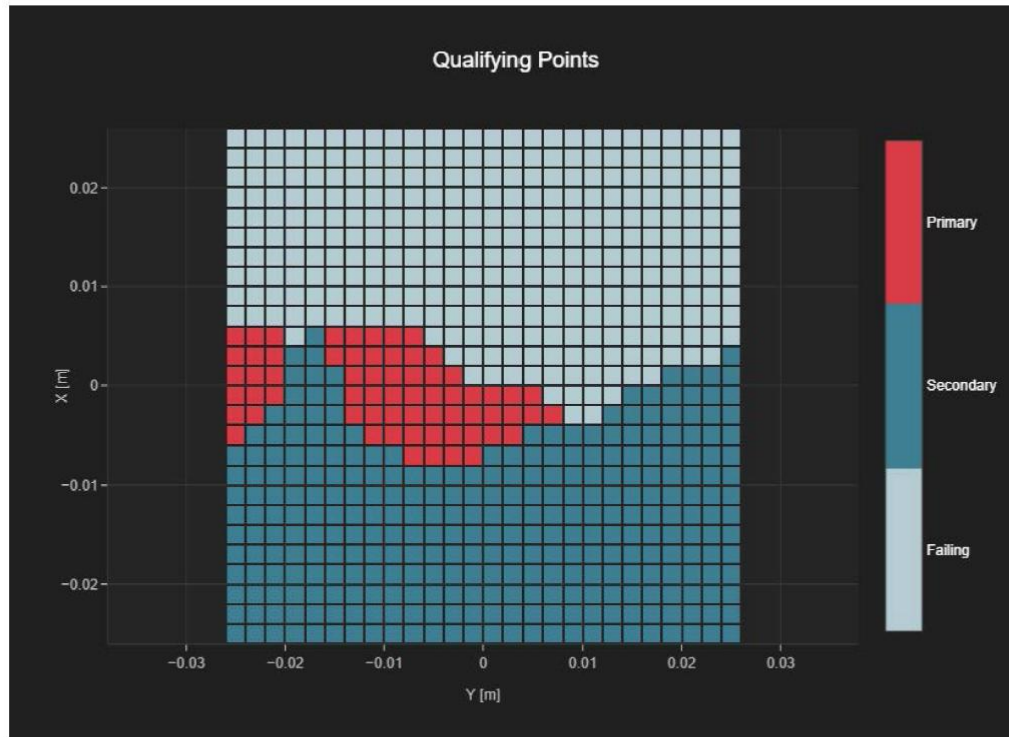 Qualifying Points
0.02
0.01
0
−0.01
−0.02
X [m]
−0.03
−0.02
−0.01
0
0.01
0.02
0.03
Y [m]
Primary
Secondary
Failing